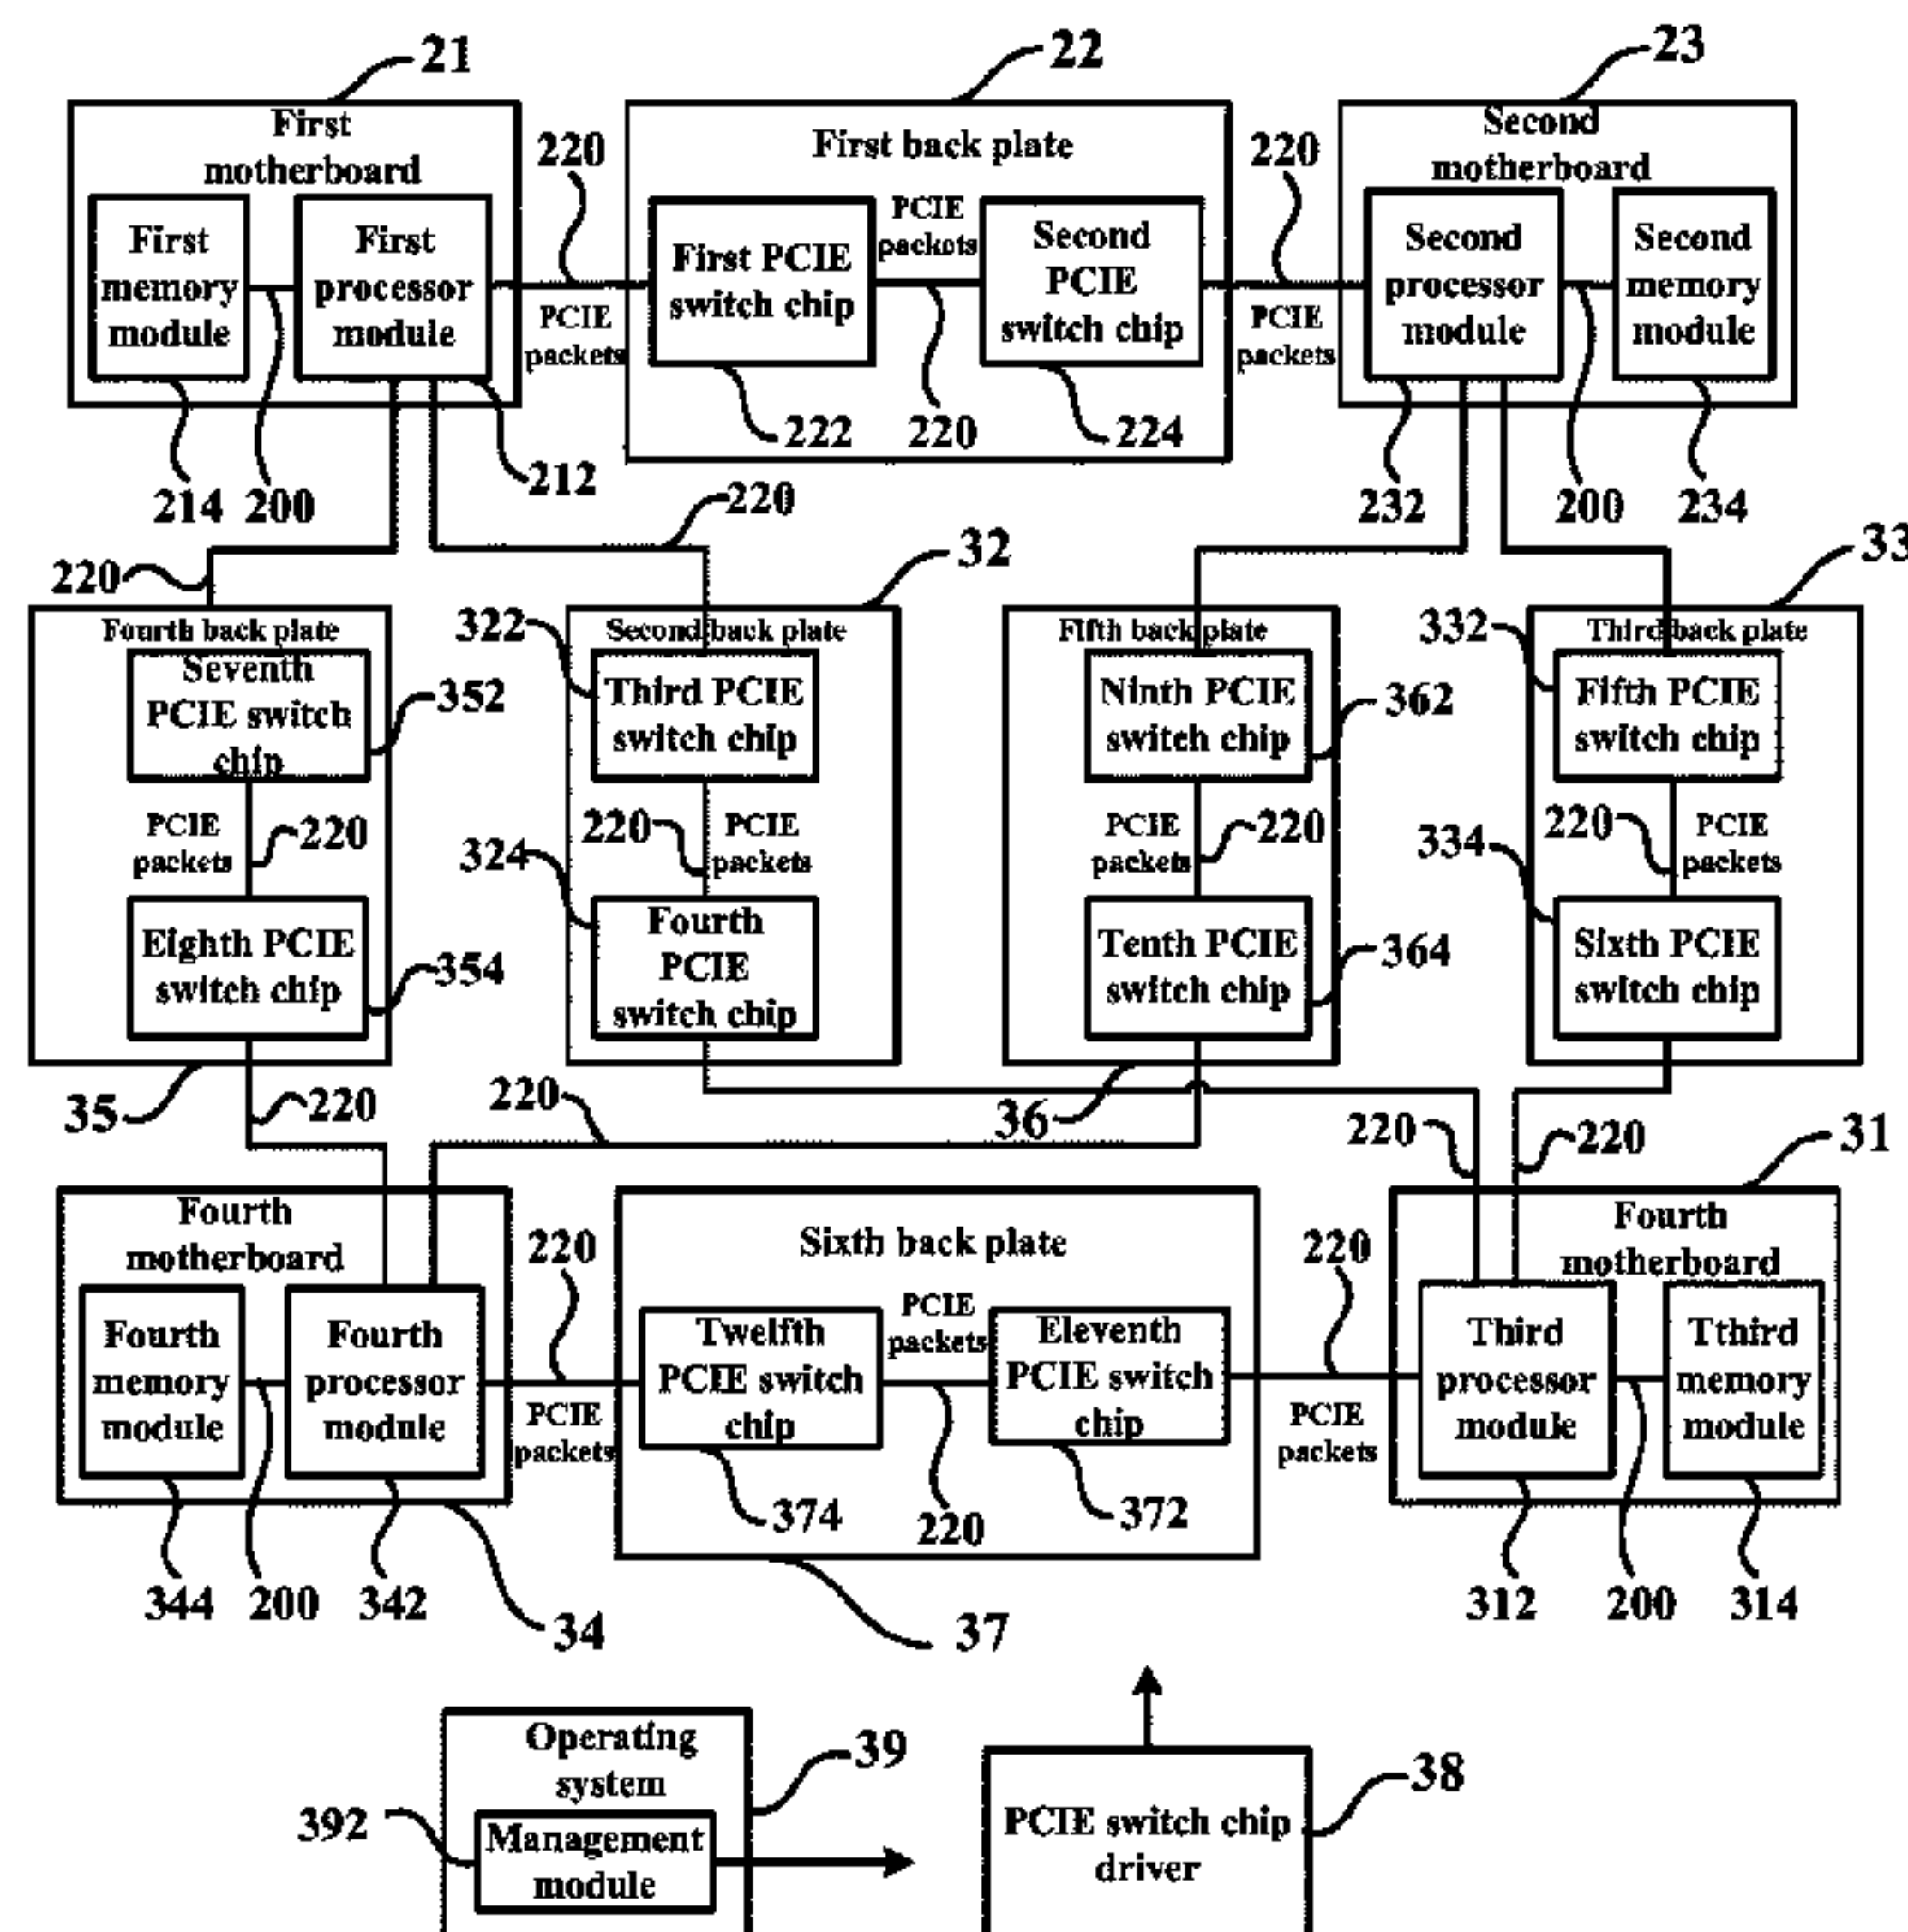 21
22
23
First
motherboard
220
First back plate
220
Second
motherboard
First
memory
module
First
processor
module
PCIE
packets
First PCIE
switch chip
PCIE
packets
Second
PCIE
switch chip
PCIE
packets
Second
processor
module
Second
memory
module
222
220
224
214
200
212
220
232
200
234
220
32
33
Fourth back plate
322
Second back plate
Fifth back plate
332
Third back plate
Seventh
PCIE switch
chip
352
Third PCIE
switch chip
Ninth PCIE
switch chip
362
Fifth PCIE
switch chip
PCIE
packets
220
324
220
PCIE
packets
PCIE
packets
220
334
220
PCIE
packets
Eighth PCIE
switch chip
354
Fourth
PCIE
switch chip
Tenth PCIE
switch chip
364
Sixth PCIE
switch chip
35
220
220
36
220
220
31
Fourth
motherboard
220
Sixth back plate
220
Fourth
motherboard
Fourth
memory
module
Fourth
processor
module
PCIE
packets
Twelfth
PCIE switch
chip
PCIE
packets
Eleventh
PCIE switch
chip
PCIE
packets
Third
processor
module
Tthird
memory
module
374
220
372
344
200
342
34
37
312
200
314
Operating
system
39
38
392
Management
module
PCIE switch chip
driver